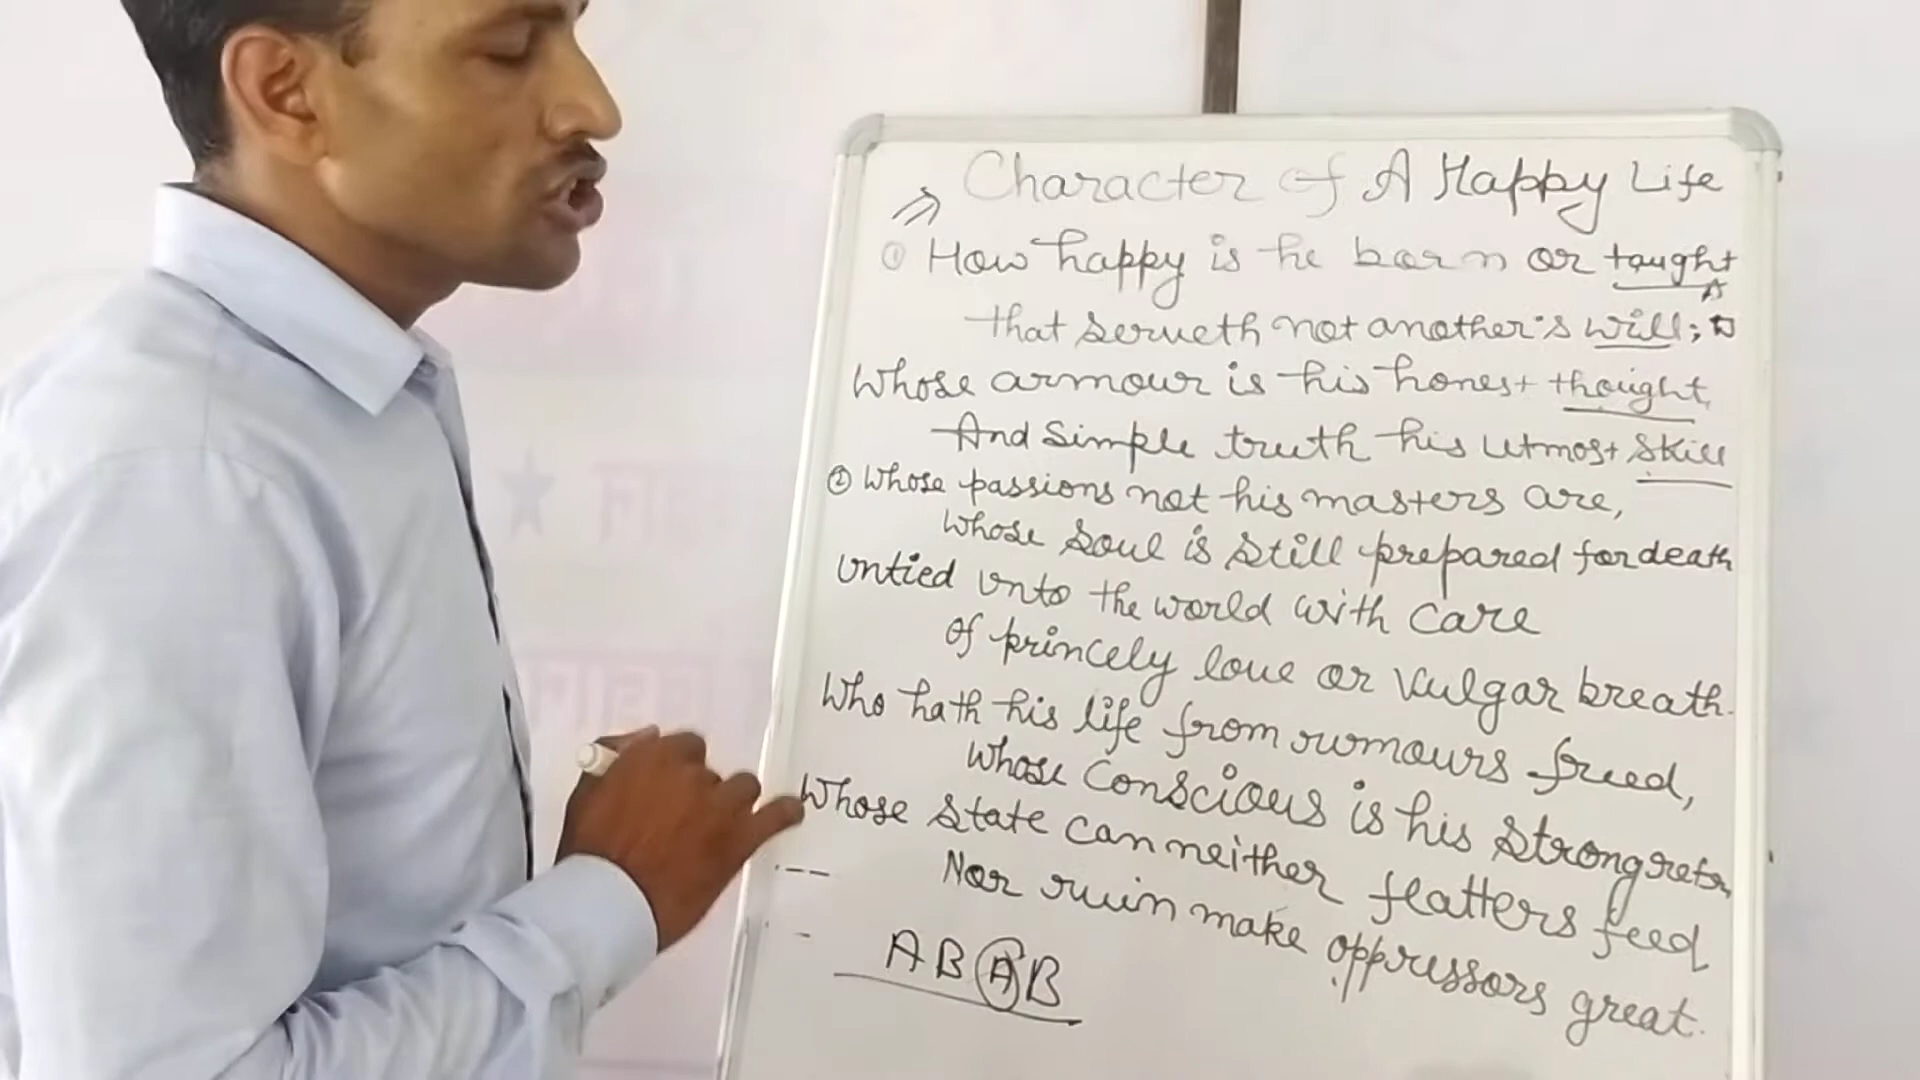 Character of A Happy Life
① How happy is he born or taught
that serveth not another's will;
Whose armour is his honest thought,
And Simple truth his utmost skill
② Whose passions not his masters are,
Whose soul is still prepared for death
Untied unto the world with care
of princely love or vulgar breath.
Who hath his life from rumours freed,
Whose Conscious is his strong
Whose state can neither flatters feed
Nor ruin make oppressors great.
A B A B